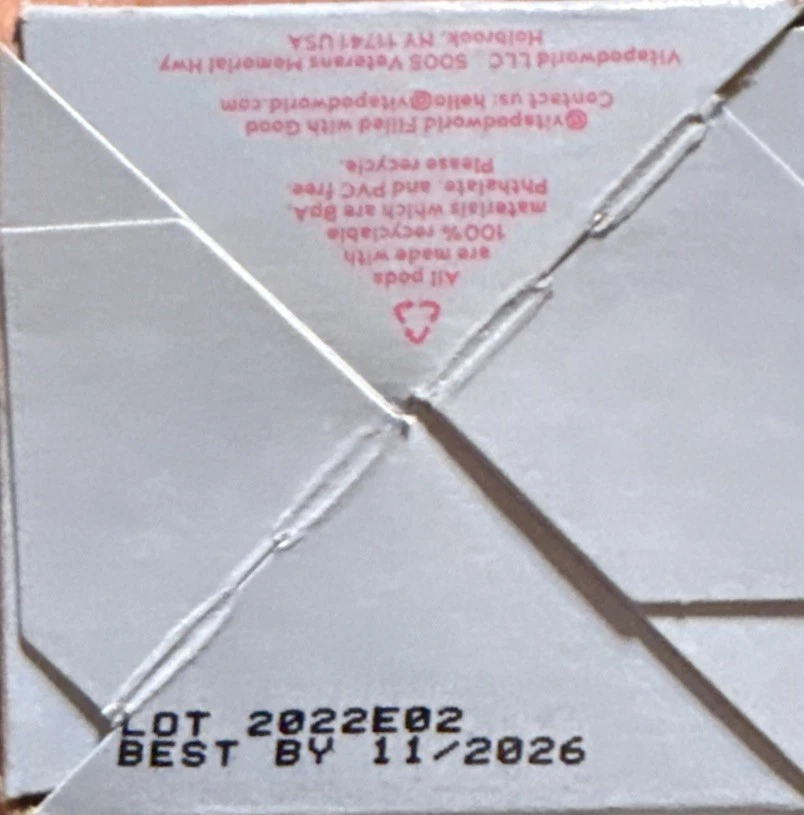 All pods
are made with
100% recyclable
materials which are BpA,
Phthalate, and PVC free.
Please recycle.
@vitapodworld Filled with Good
Contact us: hello@vitapodworld.com
Vitapodworld LLC 5005 Veterans Memorial Hwy.
Holbrook, NY 11741 USA
LOT 2022E02
BEST BY 11/2026